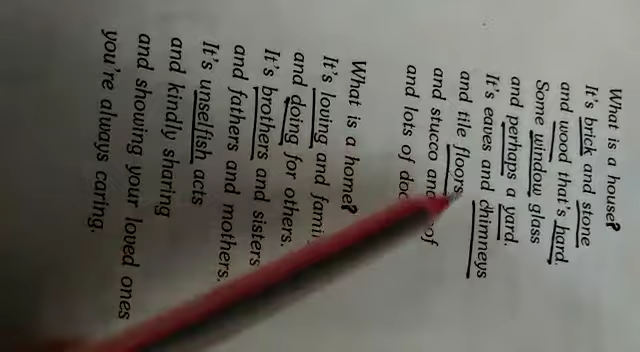 What is a house?
It's brick and stone
and wood that's hard.
Some window glass
and perhaps a yard.
It's eaves and chimneys
and tile floors
and stucco and of
and lots of
What is a home?
It's loving and
and doing for others.
It's brothers and sisters
and fathers and mothers.
It's unselfish acts
and kindly sharing
and showing your loved ones
you're always caring.